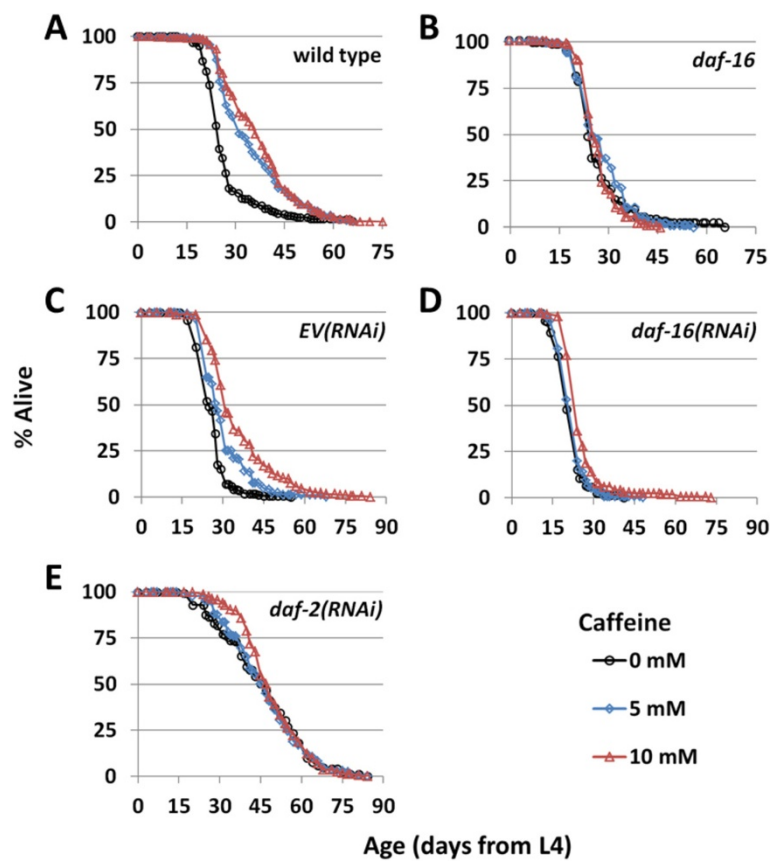 A
B
wild type
daf-16
100
75
50
25
0
0 15 30 45 60 75
100
75
50
25
0
0 15 30 45 60 75
C
D
EV(RNAi)
daf-16(RNAi)
100
75
50
25
0
0 15 30 45 60 75 90
100
75
50
25
0
0 15 30 45 60 75 90
% Alive
E
daf-2(RNAi)
100
75
50
25
0
0 15 30 45 60 75 90
Caffeine
0 mM
5 mM
10 mM
Age (days from L4)